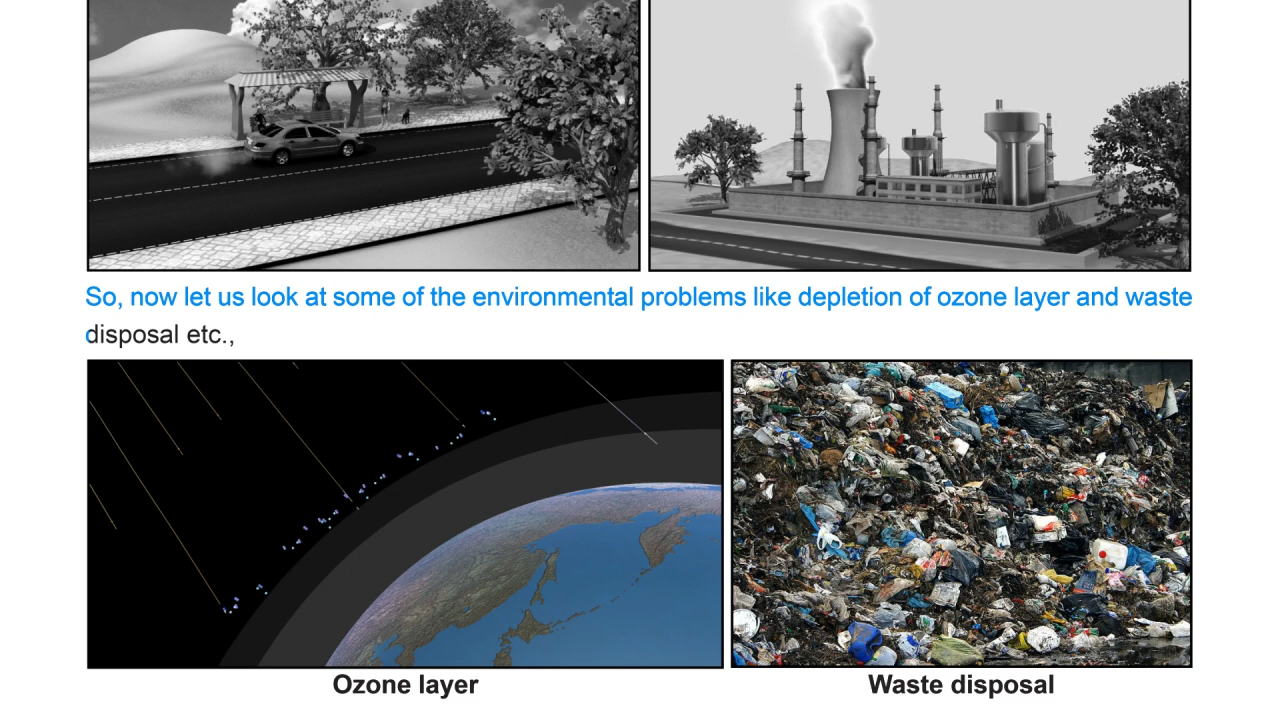 So, now let us look at some of the environmental problems like depletion of ozone layer and waste
disposal etc.,
Ozone layer
Waste disposal